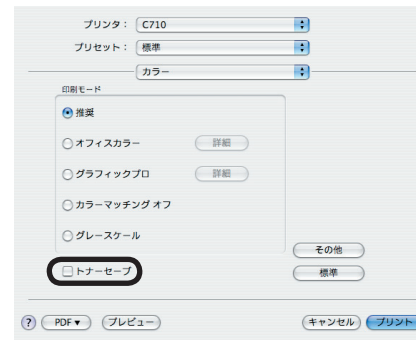 プリンタ： C710
プリセット： 標準
カラー
印刷モード
推奨
オフィスカラー 詳細
グラフィックプロ 詳細
カラーマッチング オフ
グレースケール
その他
トナーセーブ 標準
? PDF▼ プレビュー キャンセル プリント